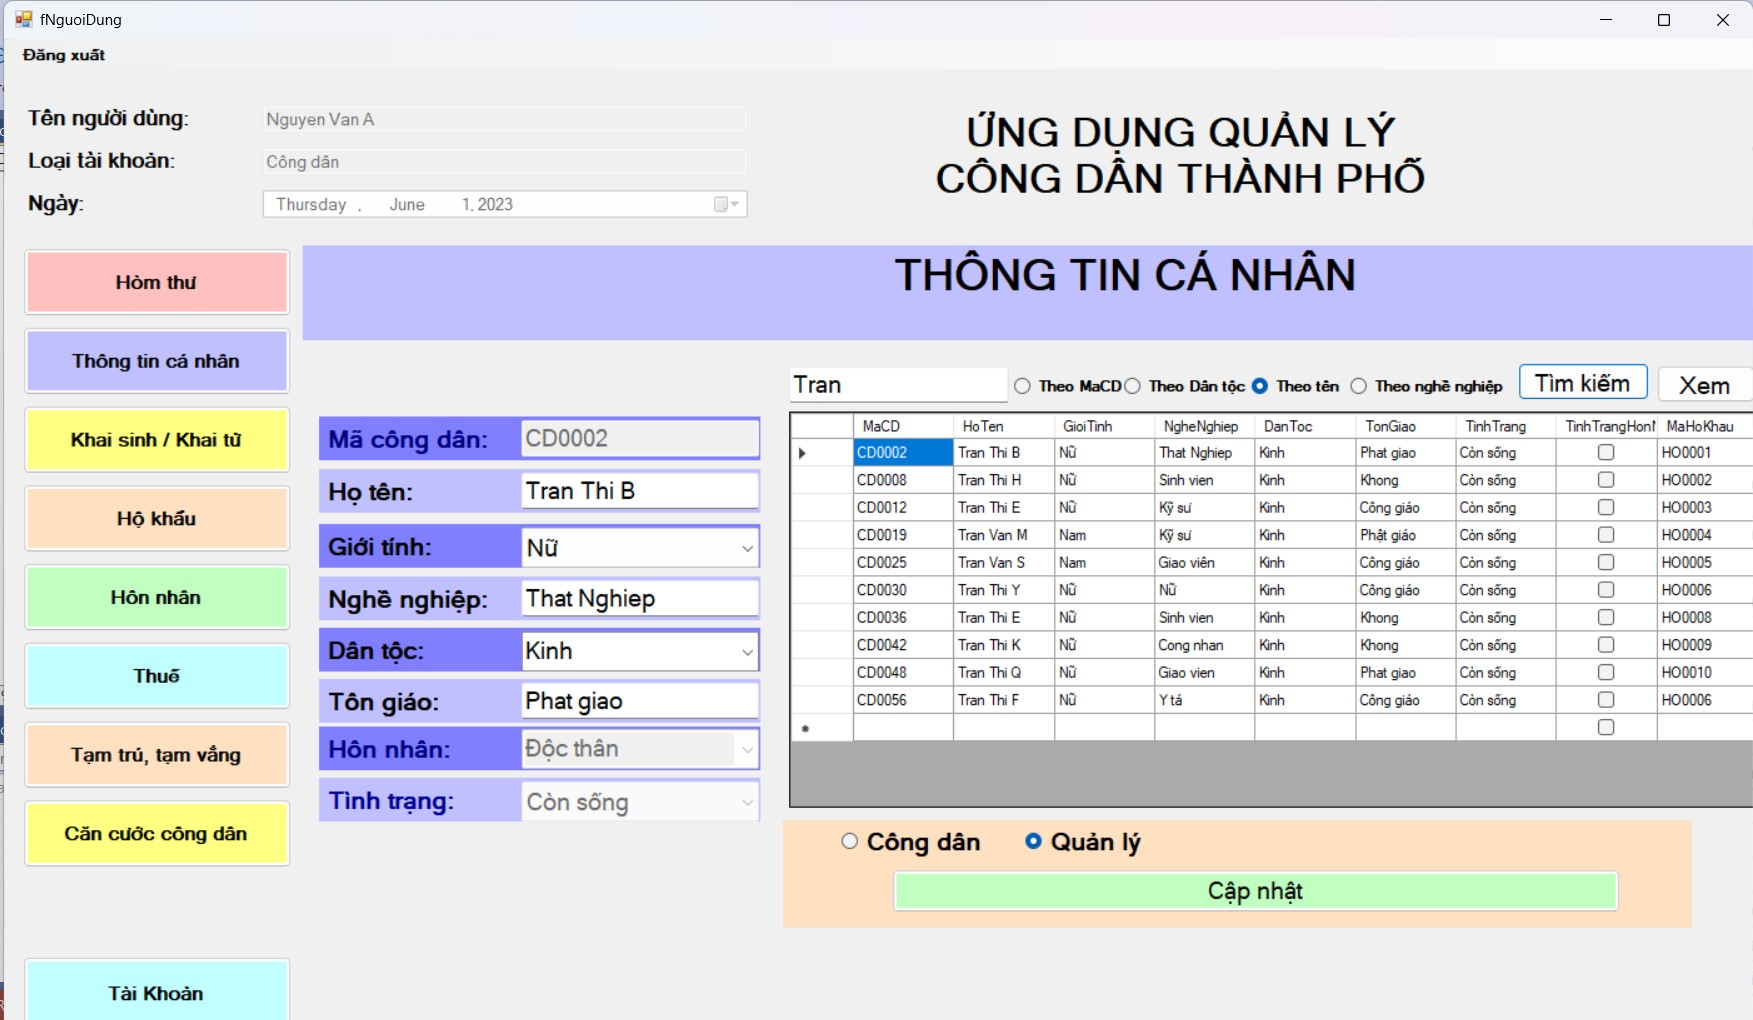 fNguoiDung
Đăng xuất
Tên người dùng: Nguyen Van A
Loại tài khoản: Công dân
Ngày: Thursday , June 1, 2023
ỨNG DỤNG QUẢN LÝ
CÔNG DÂN THÀNH PHỐ
Hòm thư
Thông tin cá nhân
Khai sinh / Khai tử
Hộ khẩu
Hôn nhân
Thuế
Tạm trú, tạm vắng
Căn cước công dân
Tài Khoản
THÔNG TIN CÁ NHÂN
Mã công dân: CD0002
Họ tên: Tran Thi B
Giới tính: Nữ
Nghề nghiệp: That Nghiep
Dân tộc: Kinh
Tôn giáo: Phat giao
Hôn nhân: Độc thân
Tình trạng: Còn sống
Tran Theo MaCD Theo Dân tộc Theo tên Theo nghề nghiệp Tìm kiếm Xem
MaCD HoTen GioiTinh NgheNghiep DanToc TonGiao TinhTrang TinhTrangHonN MaHoKhau
CD0002 Tran Thi B Nữ That Nghiep Kinh Phat giao Còn sống HO0001
CD0008 Tran Thi H Nữ Sinh vien Kinh Khong Còn sống HO0002
CD0012 Tran Thi E Nữ Kỹ sư Kinh Công giáo Còn sống HO0003
CD0019 Tran Van M Nam Kỹ sư Kinh Phật giáo Còn sống HO0004
CD0025 Tran Van S Nam Giao viên Kinh Công giáo Còn sống HO0005
CD0030 Tran Thi Y Nữ Nữ Kinh Công giáo Còn sống HO0006
CD0036 Tran Thi E Nữ Sinh vien Kinh Khong Còn sống HO0008
CD0042 Tran Thi K Nữ Cong nhan Kinh Khong Còn sống HO0009
CD0048 Tran Thi Q Nữ Giao vien Kinh Phat giao Còn sống HO0010
CD0056 Tran Thi F Nữ Y tá Kinh Công giáo Còn sống HO0006
Công dân Quản lý
Cập nhật